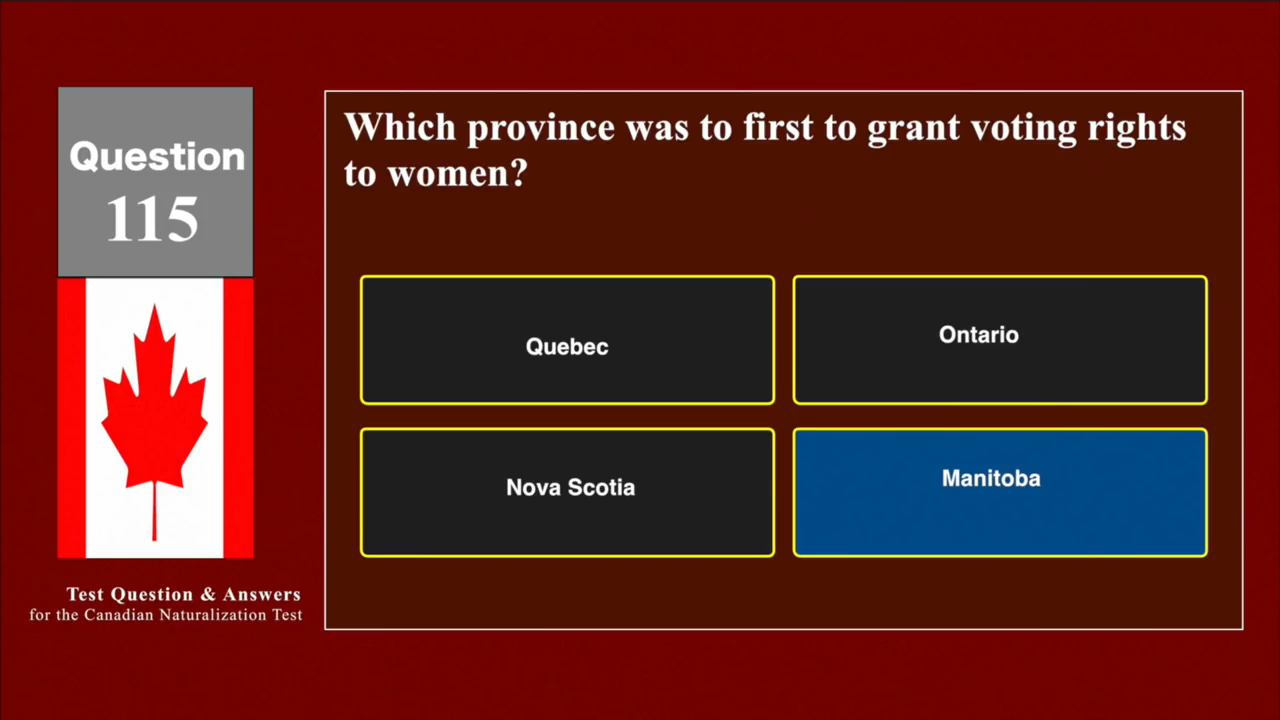 Question
115
Which province was to first to grant voting rights
to women?
Quebec
Ontario
Nova Scotia
Manitoba
Test Question & Answers
for the Canadian Naturalization Test